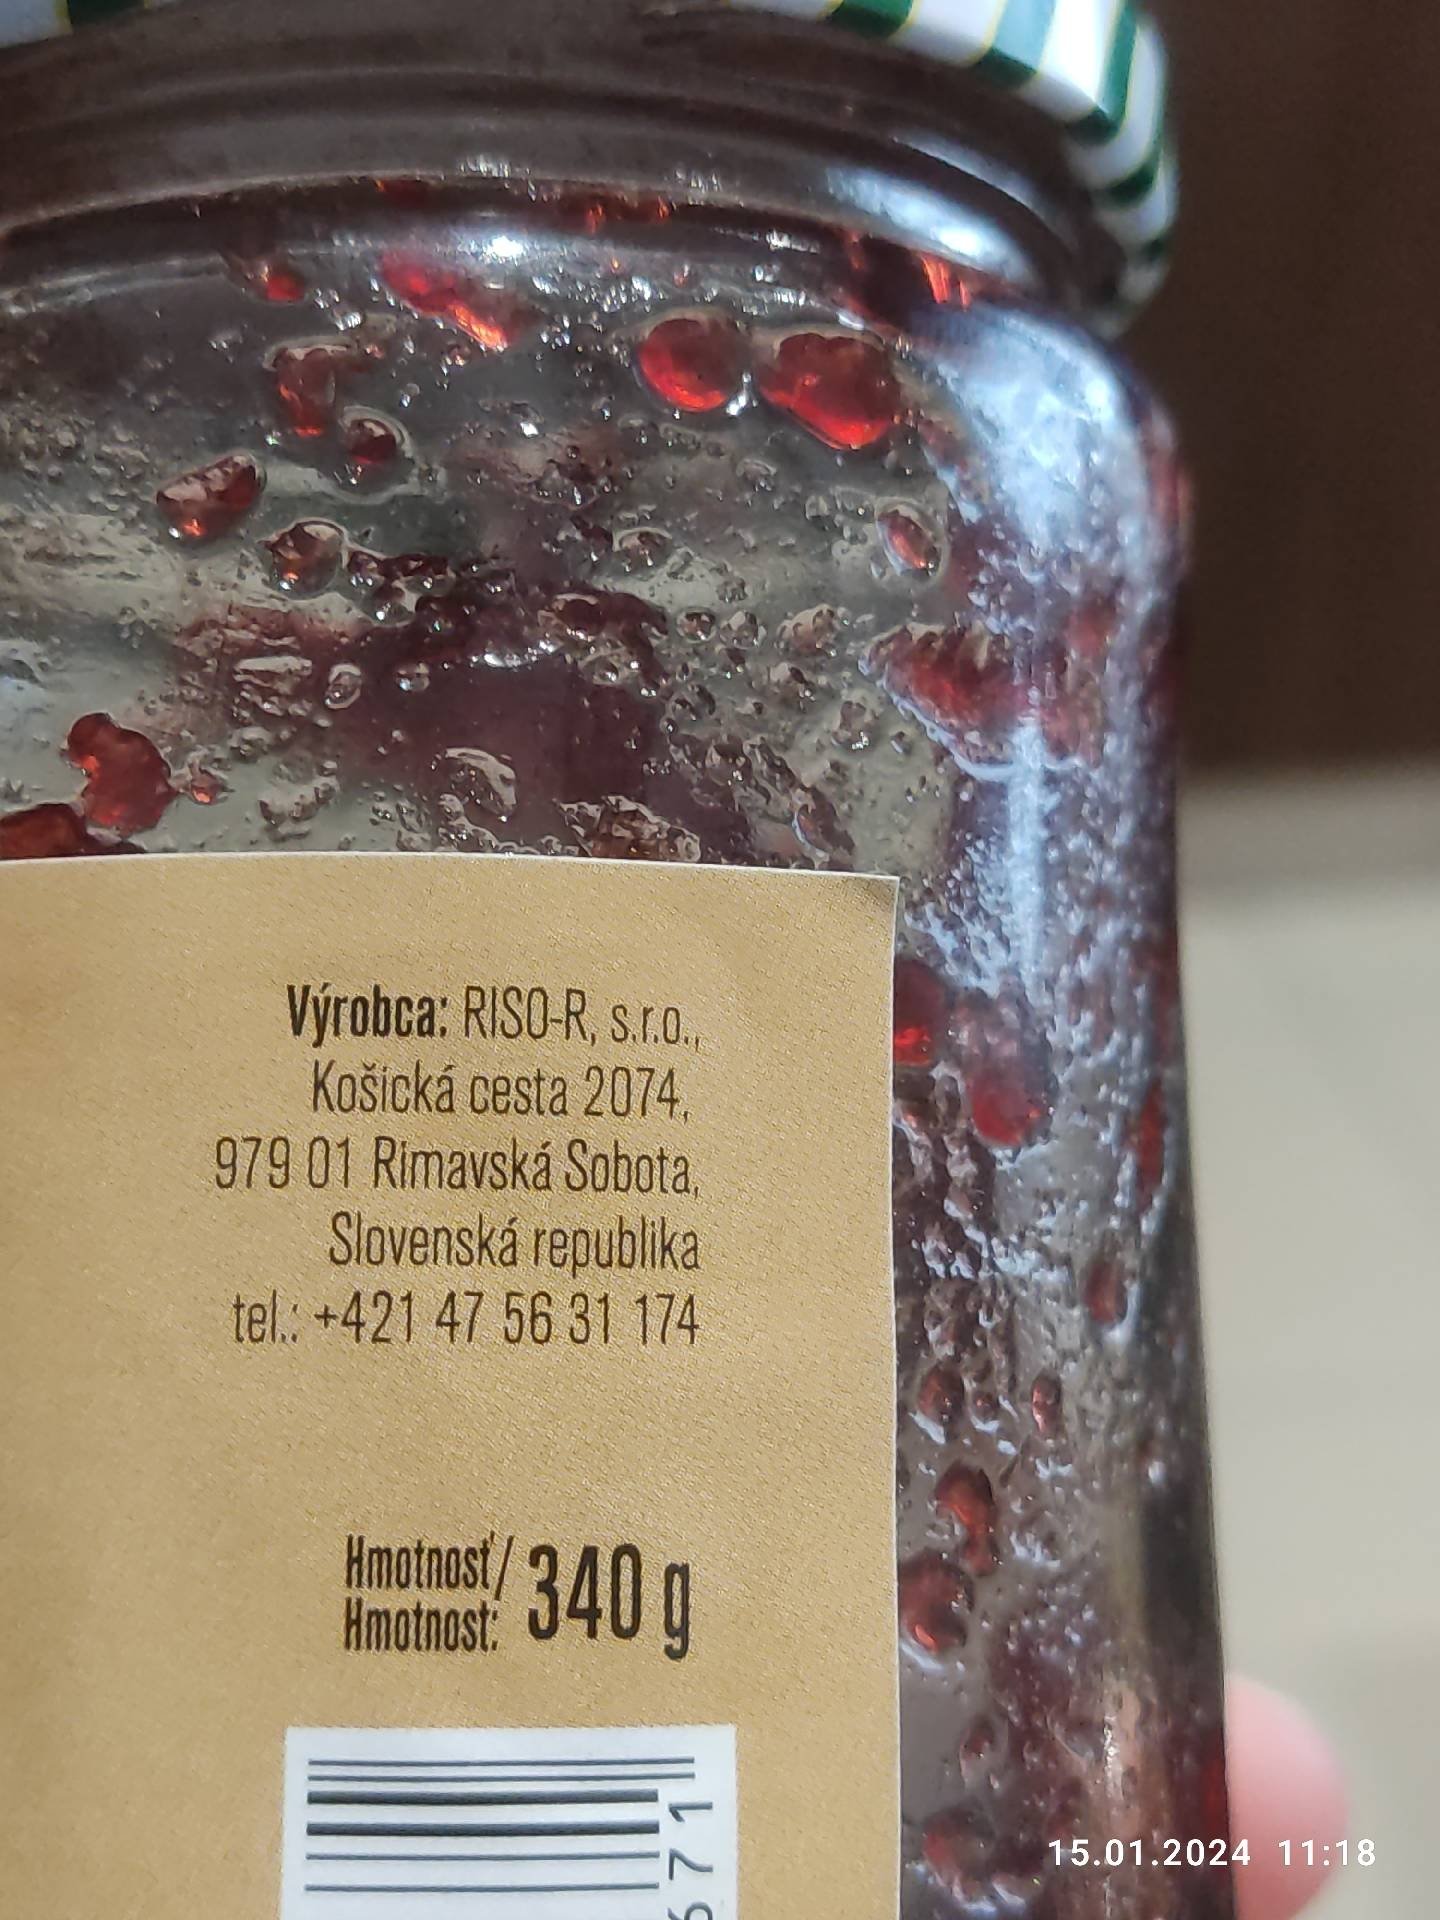 Výrobca: RISO-R, s.r.o.,
Košická cesta 2074,
979 01 Rimavská Sobota,
Slovenská republika
tel.: +421 47 56 31 174
Hmotnosť/
Hmotnost:
340 g
671
15.01.2024 11:18